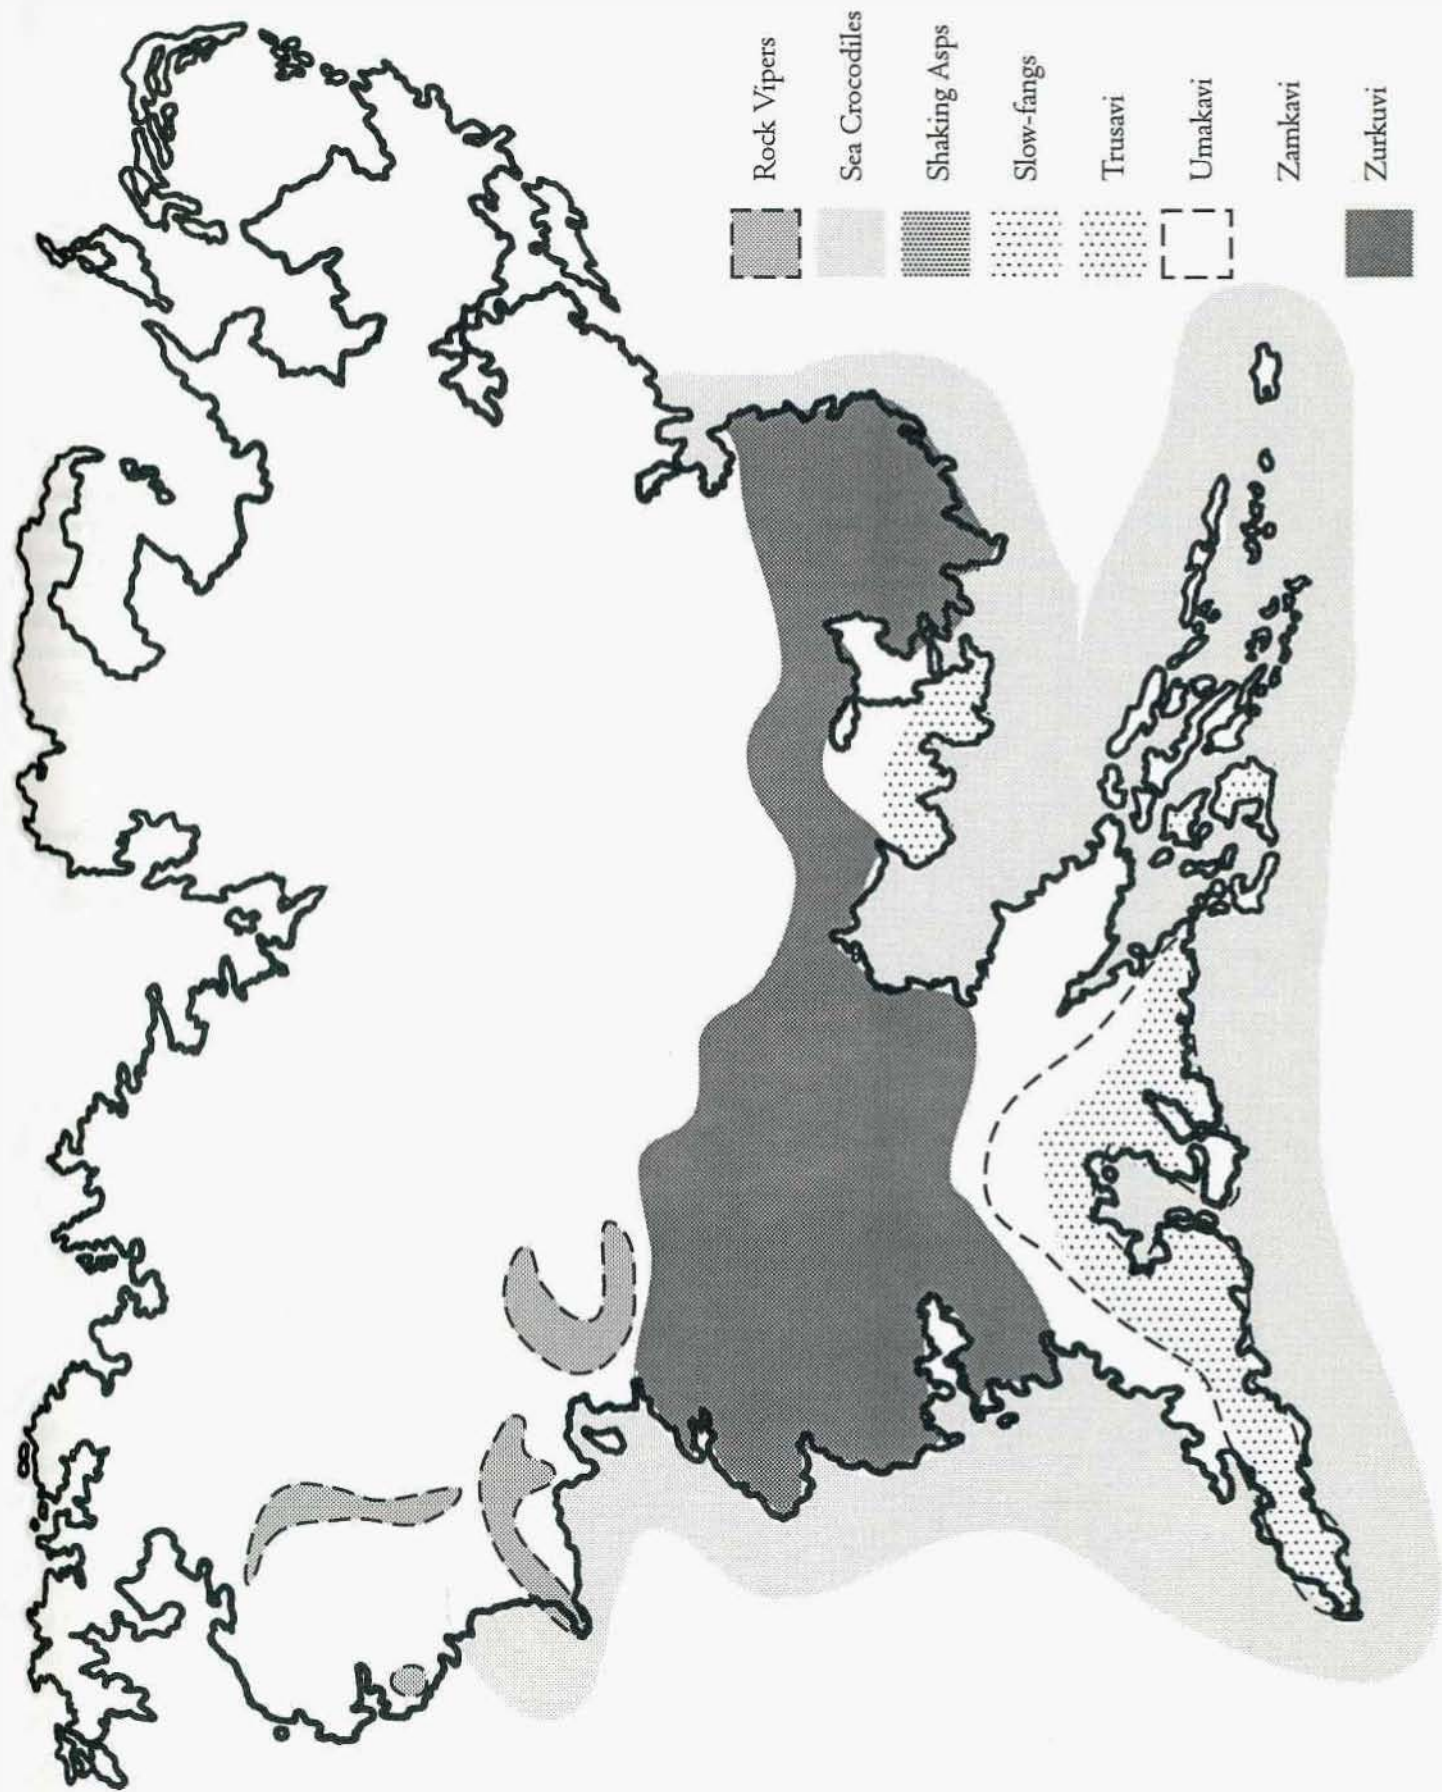 Rock Vipers
Sea Crocodiles
Shaking Asps
Slow-fangs
Trusavi
Umakavi
Zamkavi
Zurkuvi